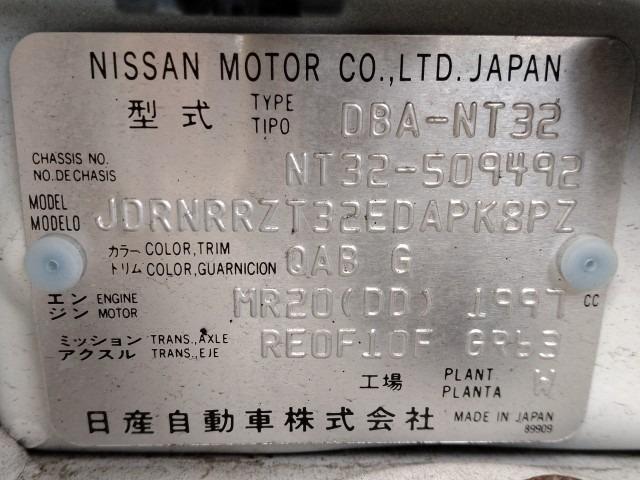 NISSAN MOTOR CO.,LTD. JAPAN
型式 TYPE TIPO DBA-NT32
CHASSIS NO. NO.DE CHASIS NT32-509492
MODEL MODELO JDRNRRZT32EDAPK8PZ
カラー COLOR,TRIM トリム COLOR,GUARNICION QAB G
エンジン ENGINE MOTOR MR20(DD) 1997 CC
ミッション TRANS.,AXLE アクスル TRANS.,EJE RE0F10F GR63
工場 PLANT PLANTA W
日産自動車株式会社 MADE IN JAPAN
89909